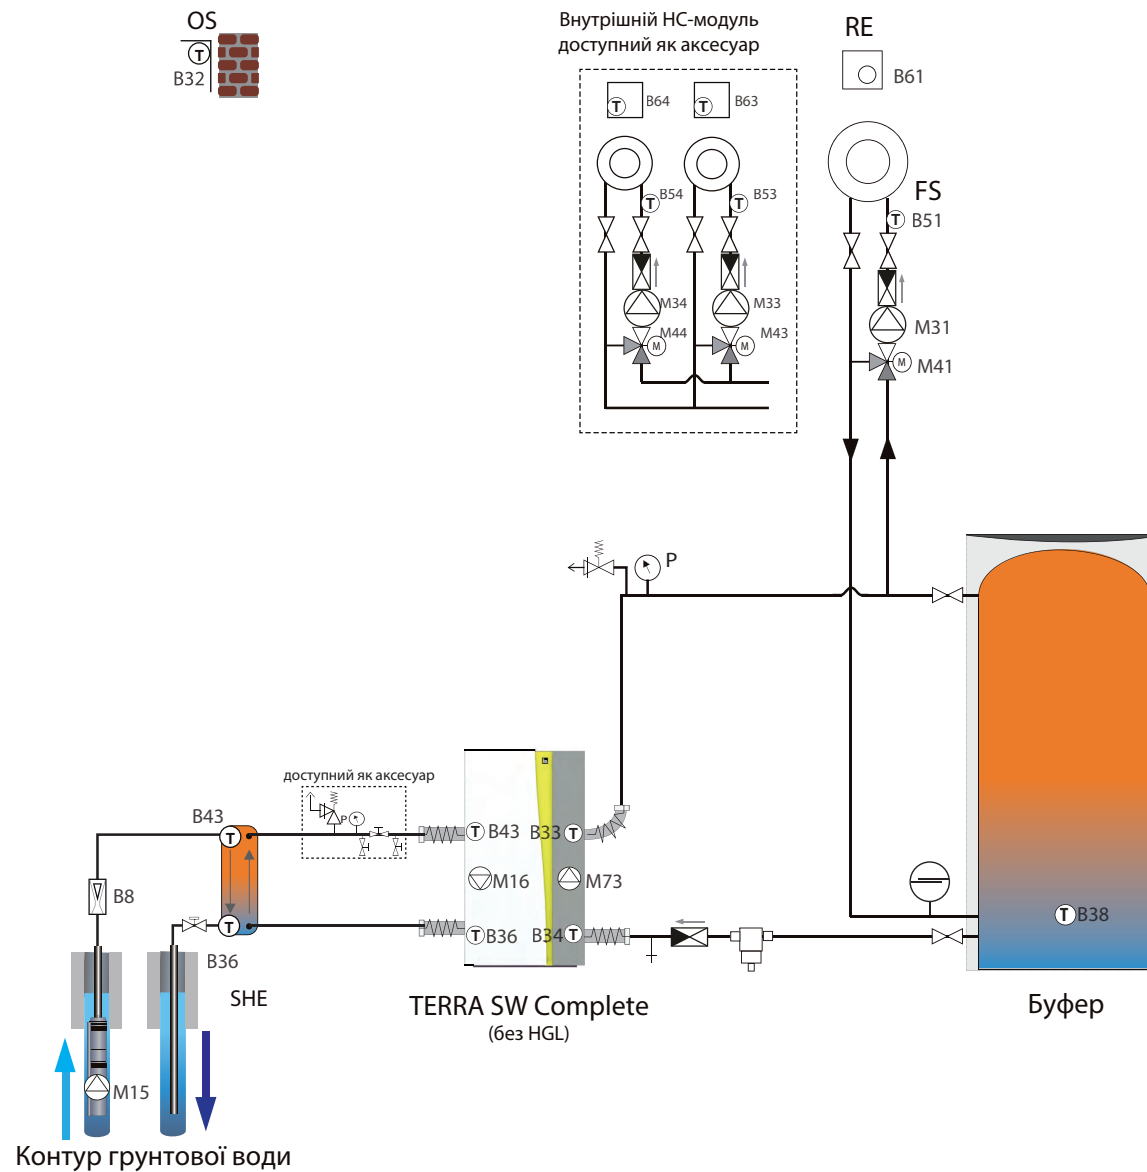 OS
T
B32
Внутрішній HC-модуль
доступний як аксесуар
RE
B61
T
B64
T
B63
T
B54
T
B53
FS
T
B51
M34
M33
M31
M44
M
M43
M
M41
M
P
доступний як аксесуар
P
B43
T
B8
T
B36
SHE
T
B43
B33
T
M16
M73
T
B36
B34
T
TERRA SW Complete
(без HGL)
T
B38
Буфер
M15
Контур грунтової води